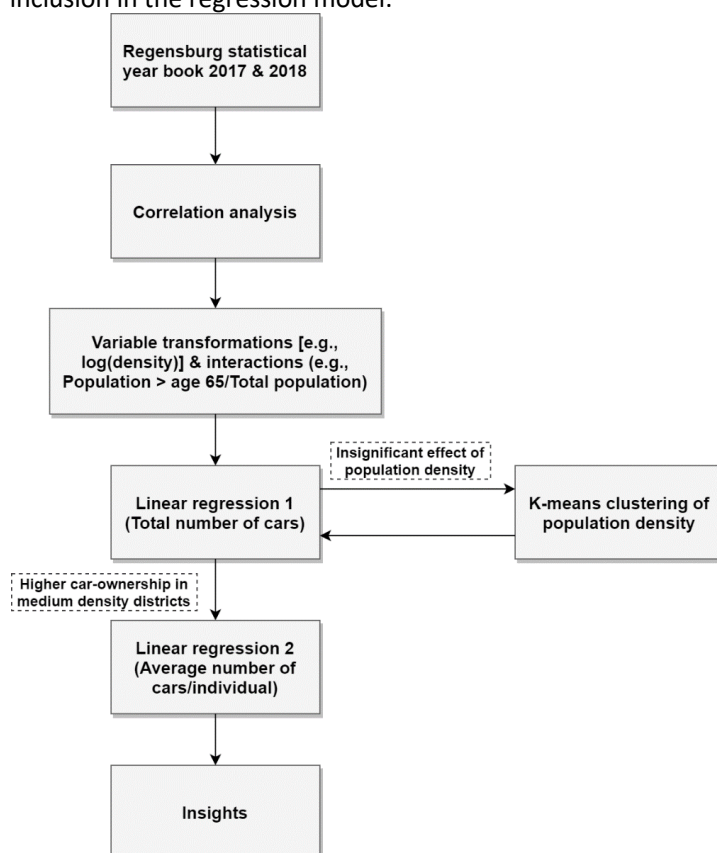 inclusion in the regression model.
Regensburg statistical
year book 2017 & 2018
Correlation analysis
Variable transformations [e.g.,
log(density)] & interactions (e.g.,
Population > age 65/Total population)
Insignificant effect of
population density
Linear regression 1
(Total number of cars)
K-means clustering of
population density
Higher car-ownership in
medium density districts
Linear regression 2
(Average number of
cars/individual)
Insights